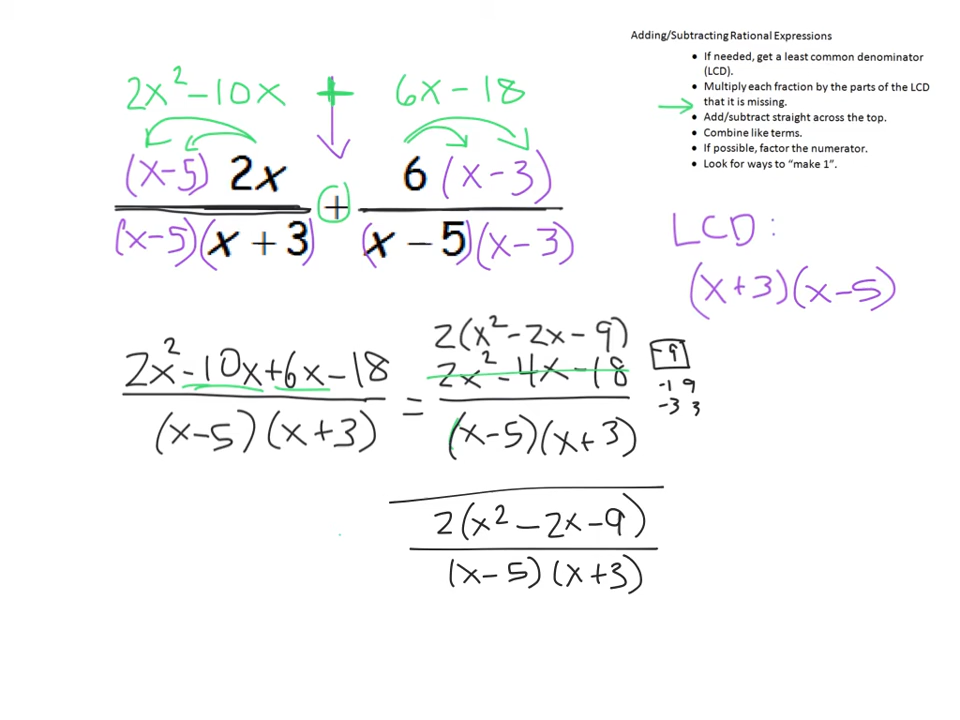 Adding/Subtracting Rational Expressions
• If needed, get a least common denominator
(LCD).
• Multiply each fraction by the parts of the LCD
that it is missing.
• Add/subtract straight across the top.
• Combine like terms.
• If possible, factor the numerator.
• Look for ways to “make 1”.
2x² - 10x + 6x - 18
(x-5) 2x + 6 (x-3)
(x-5)(x + 3) (x - 5)(x-3)
LCD:
(x+3)(x-5)
2(x² - 2x - 9)
2x² - 10x + 6x - 18 = 2x² - 4x - 18
(x-5)(x+3) (x-5)(x+3)
-9
-1 9
-3 3
2(x² - 2x - 9)
(x-5)(x+3)